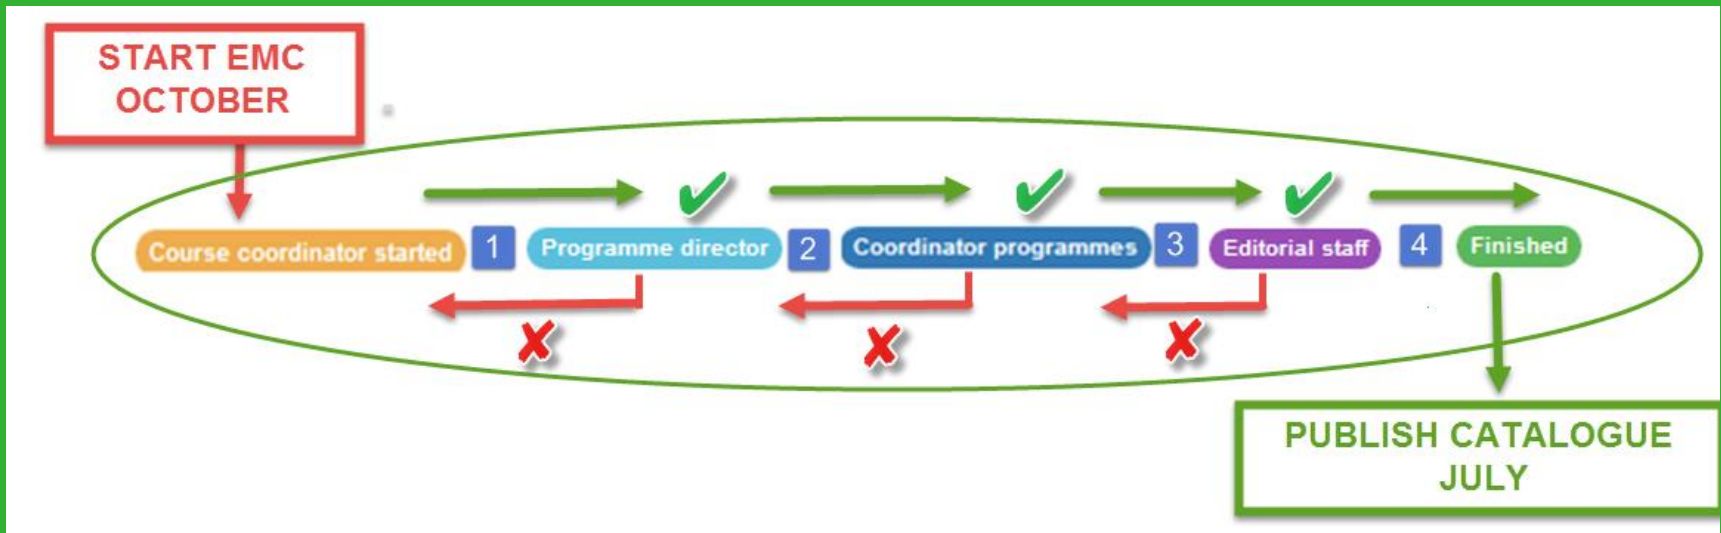 START EMC
OCTOBER
Course coordinator started 1 Programme director 2 Coordinator programmes 3 Editorial staff 4 Finished
PUBLISH CATALOGUE
JULY